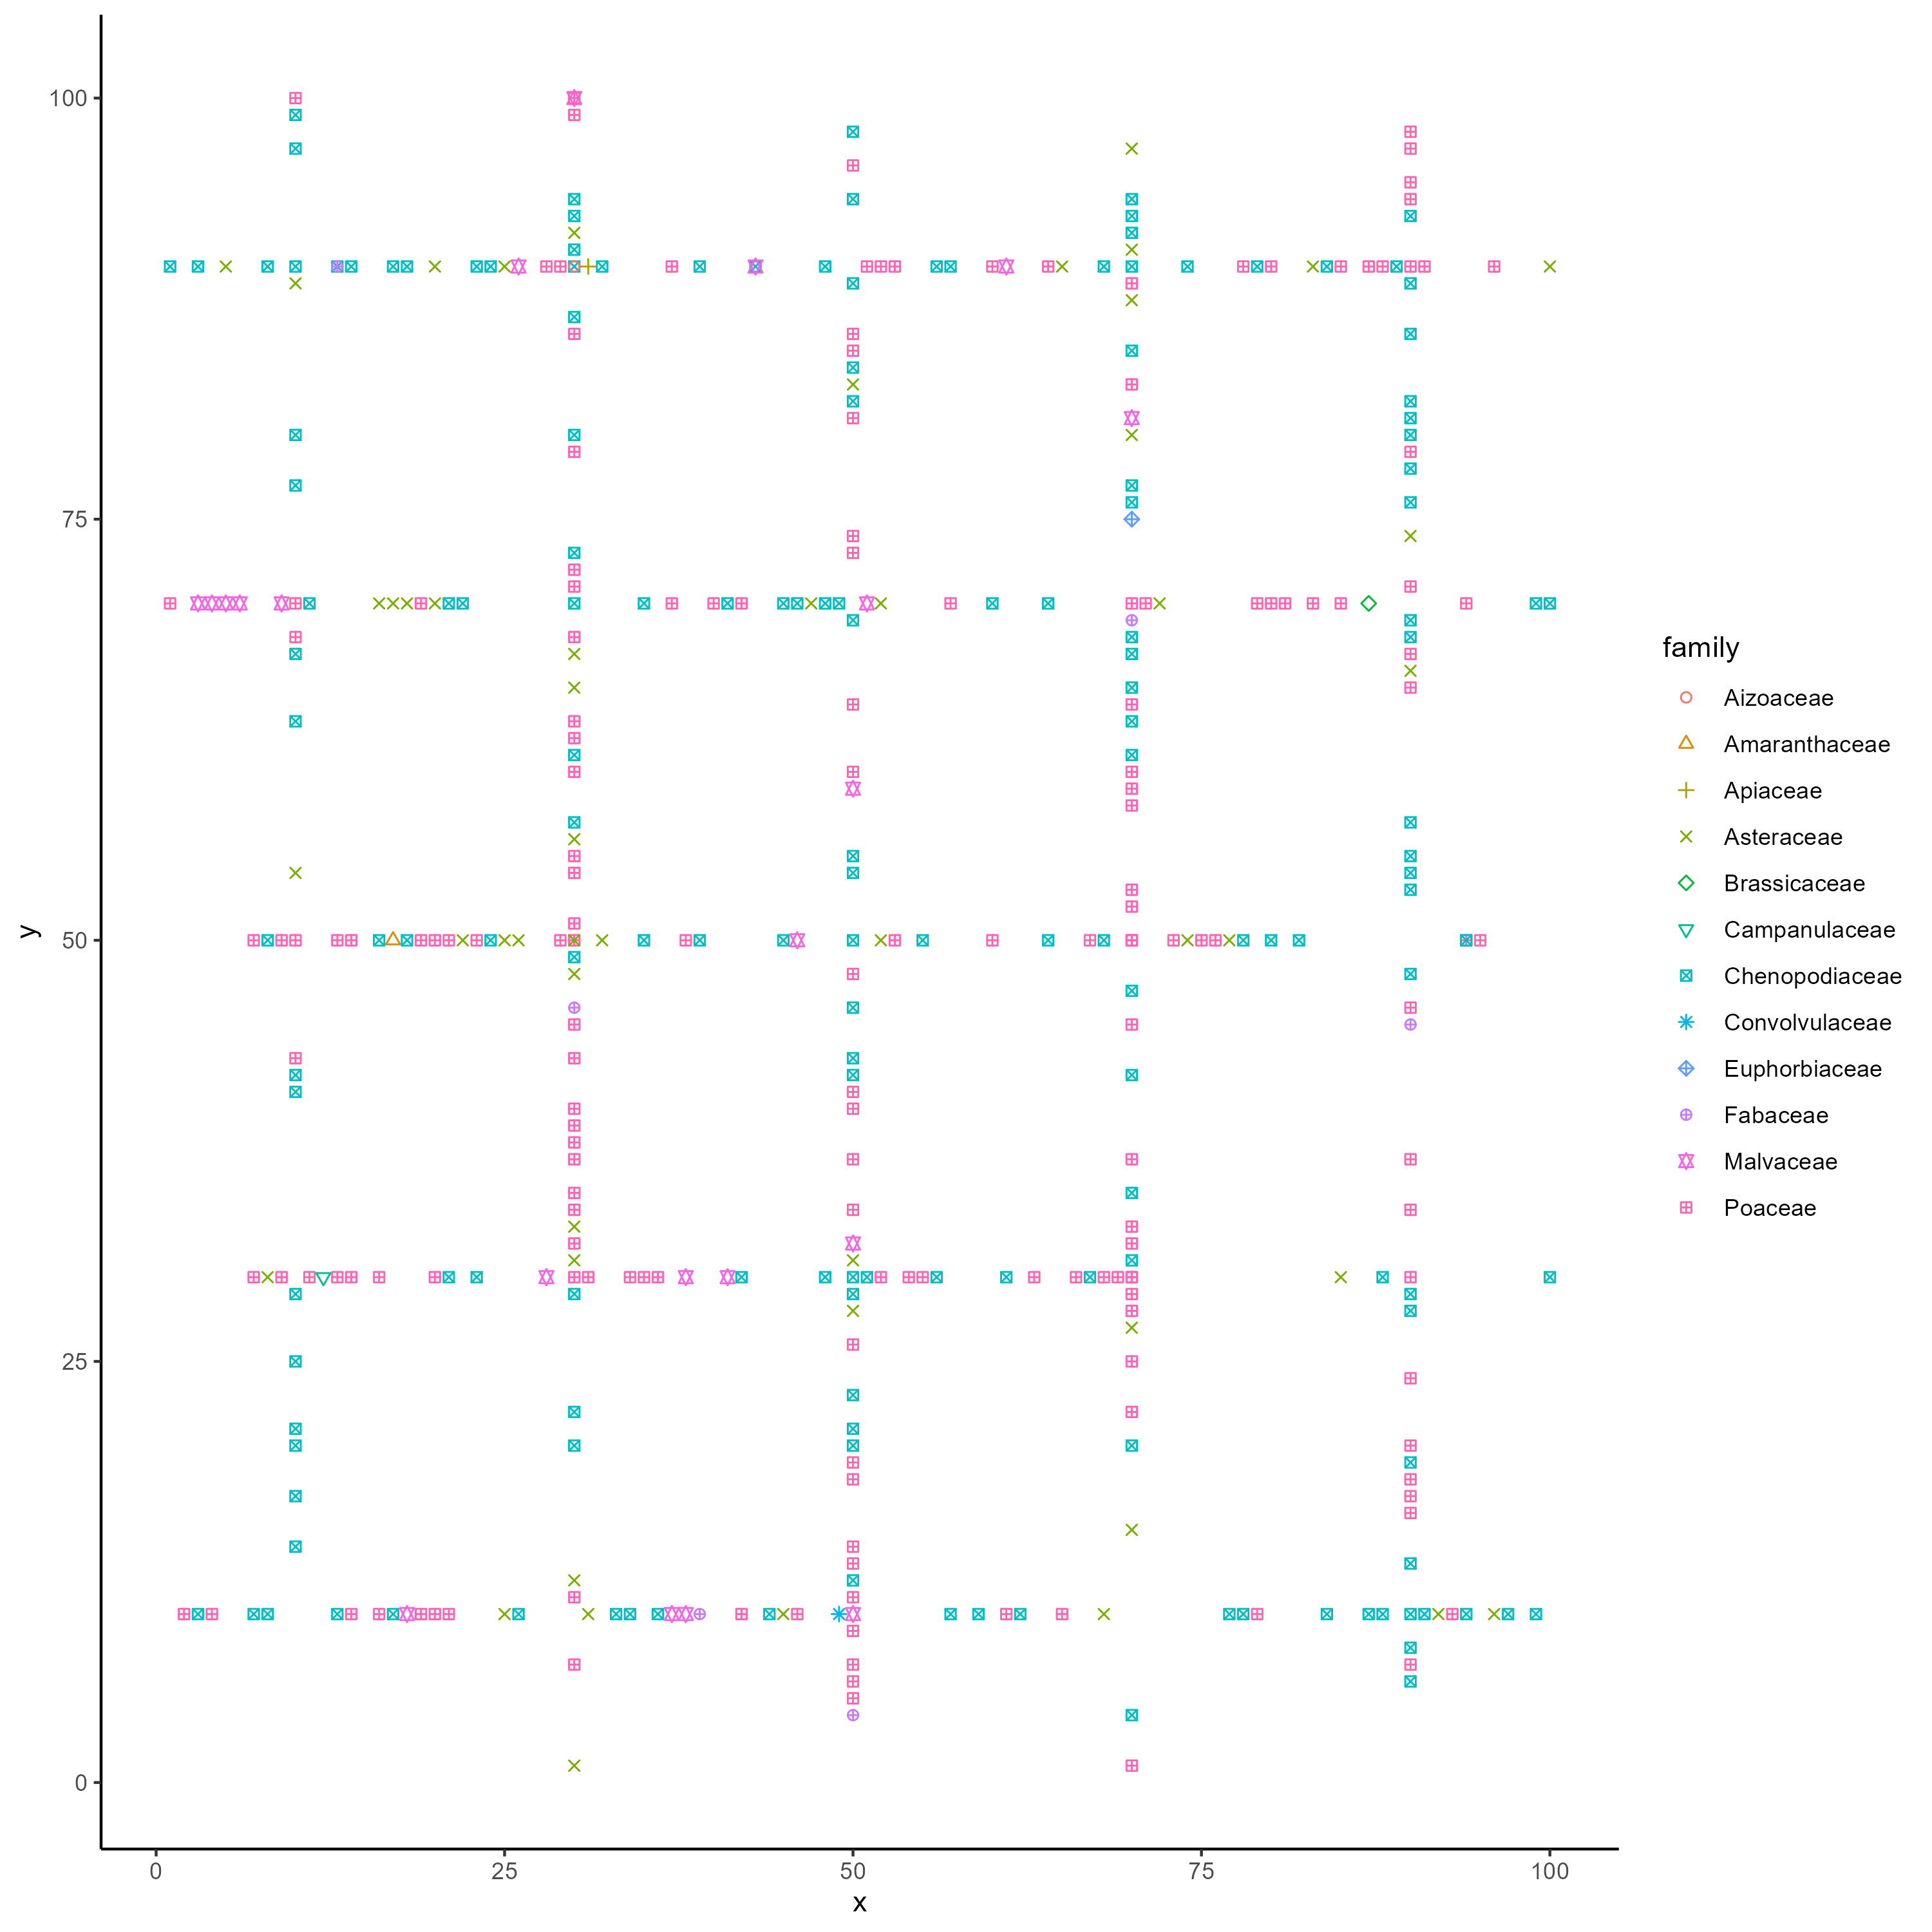 100
75
50
25
0
y
0 25 50 75 100
x
family
Aizoaceae
Amaranthaceae
Apiaceae
Asteraceae
Brassicaceae
Campanulaceae
Chenopodiaceae
Convolvulaceae
Euphorbiaceae
Fabaceae
Malvaceae
Poaceae